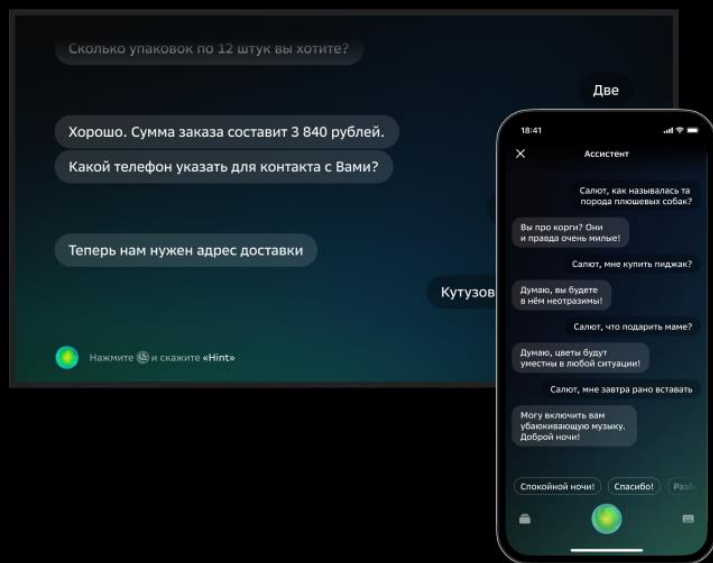 Сколько упаковок по 12 штук вы хотите?
Две
Хорошо. Сумма заказа составит 3 840 рублей.
Какой телефон указать для контакта с Вами?
Теперь нам нужен адрес доставки
Кутузов
Нажмите и скажите «Hint»
18:41
Ассистент
Салют, как называлась та
порода плюшевых собак?
Вы про корги? Они
и правда очень милые!
Салют, мне купить пиджак?
Думаю, вы будете
в нём неотразимы!
Салют, что подарить маме?
Думаю, цветы будут
уместны в любой ситуации!
Салют, мне завтра рано вставать
Могу включить вам
убаюкивающую музыку.
Доброй ночи!
Спокойной ночи!
Спасибо!